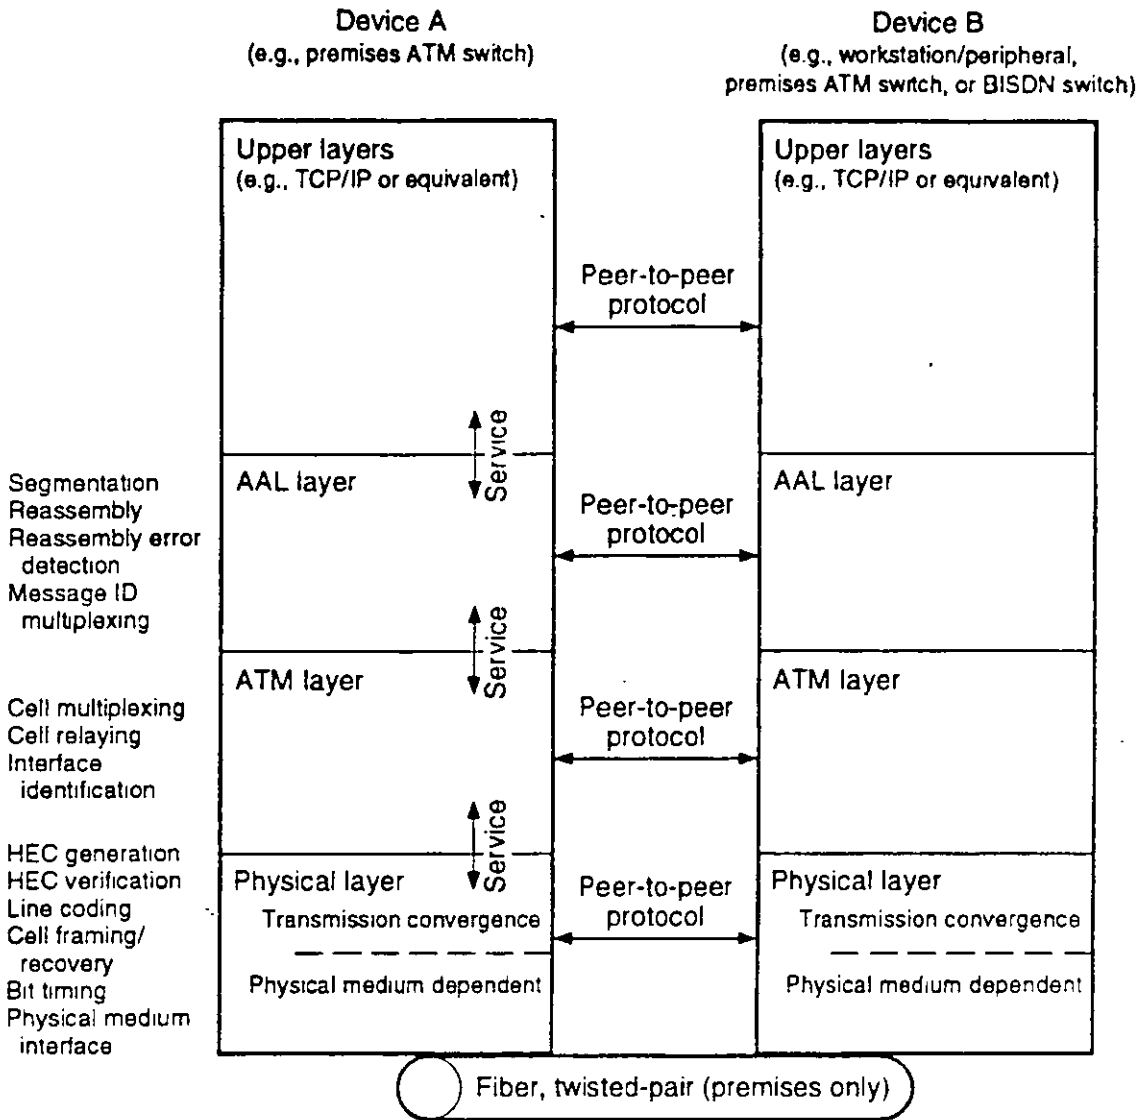 Device A
(e.g., premises ATM switch)
Device B
(e.g., workstation/peripheral,
premises ATM switch, or BISDN switch)
Upper layers
(e.g., TCP/IP or equivalent)
Upper layers
(e.g., TCP/IP or equivalent)
Peer-to-peer
protocol
Service
Segmentation
Reassembly
Reassembly error
detection
Message ID
multiplexing
AAL layer
Peer-to-peer
protocol
AAL layer
Service
Cell multiplexing
Cell relaying
Interface
identification
ATM layer
Peer-to-peer
protocol
ATM layer
Service
HEC generation
HEC verification
Line coding
Cell framing/
recovery
Bit timing
Physical medium
interface
Physical layer
Transmission convergence
Physical medium dependent
Peer-to-peer
protocol
Physical layer
Transmission convergence
Physical medium dependent
Fiber, twisted-pair (premises only)